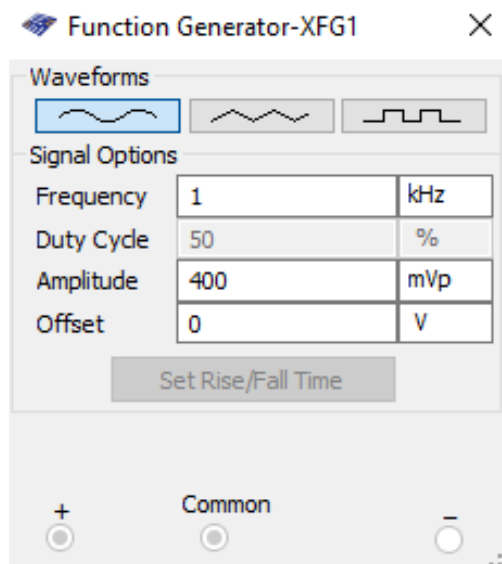 Function Generator-XFG1
Waveforms
Signal Options
Frequency 1 kHz
Duty Cycle 50 %
Amplitude 400 mVp
Offset 0 V
Set Rise/Fall Time
+ Common −